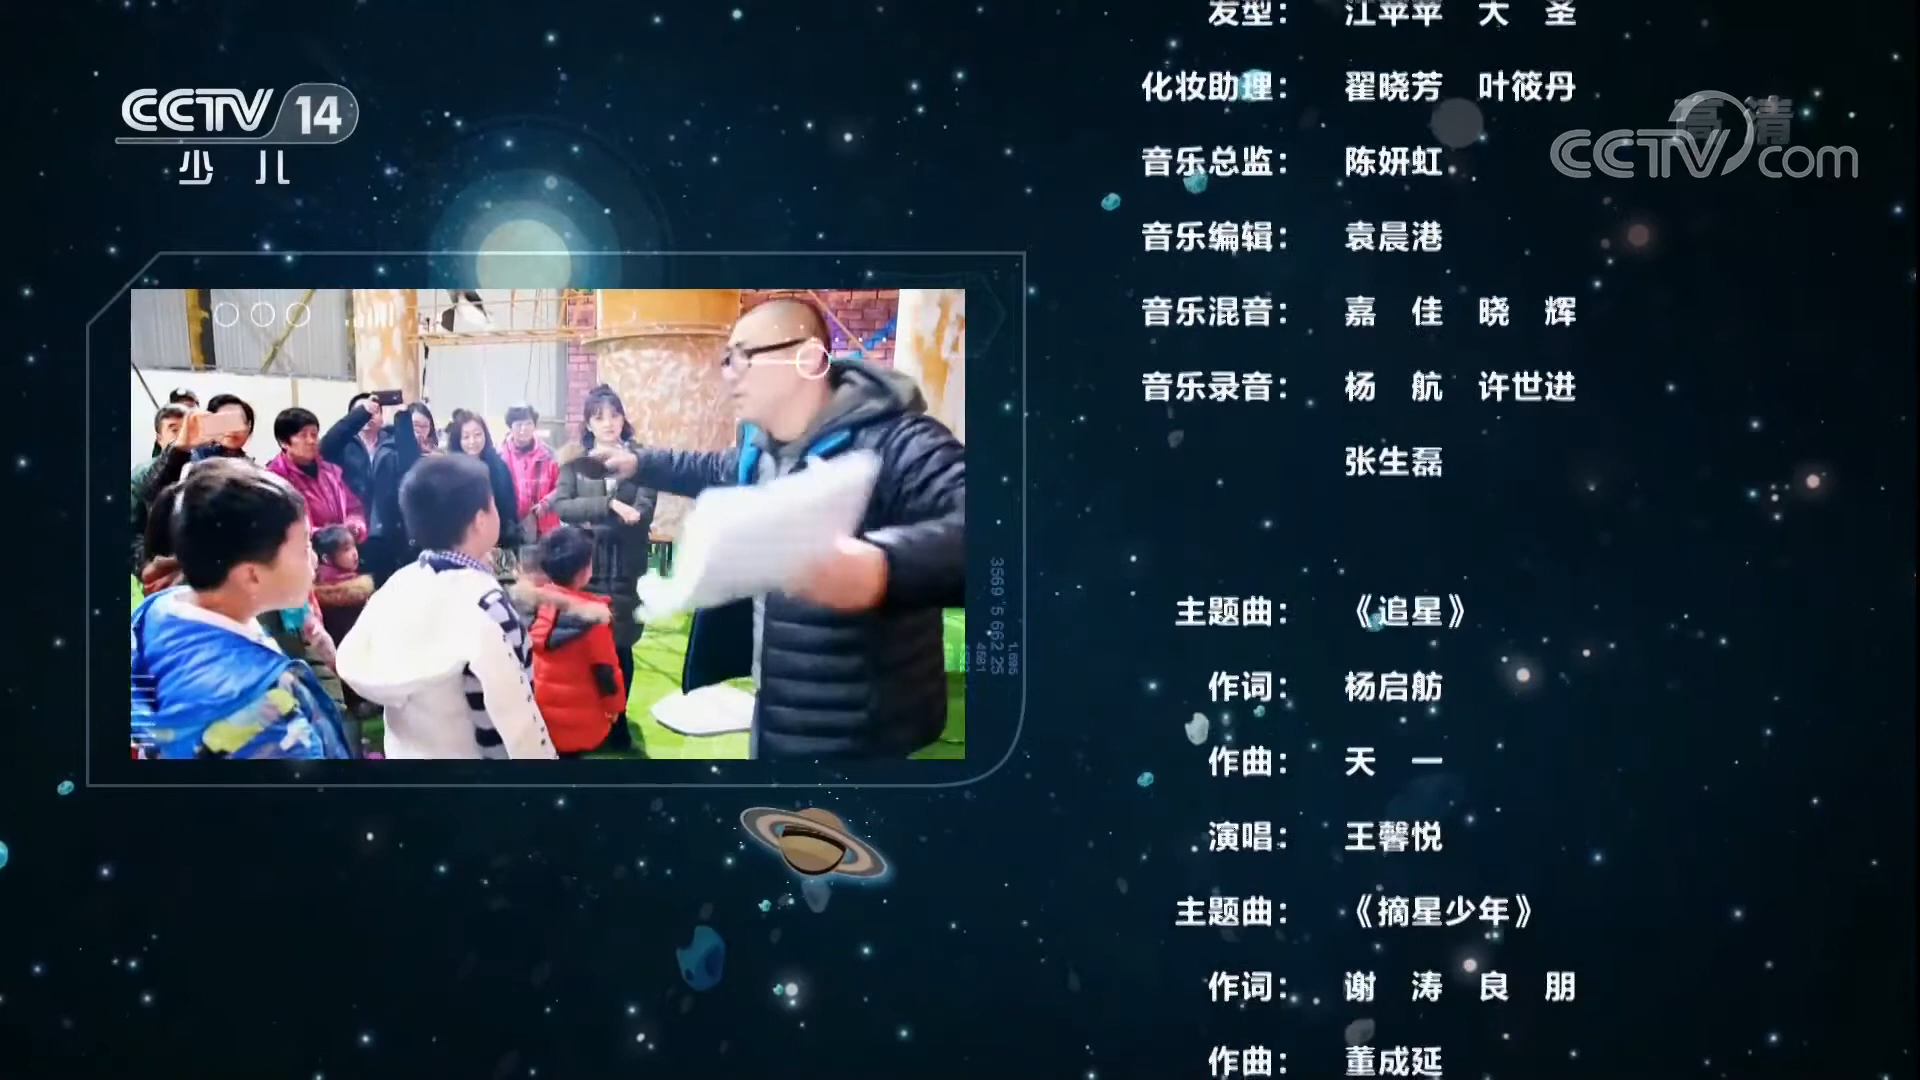 发型： 江苹苹 大 圣
CCTV 14
少儿
化妆助理： 翟晓芳 叶筱丹
高清
CCTV com
音乐总监： 陈妍虹
音乐编辑： 袁晨港
音乐混音： 嘉 佳 晓 辉
音乐录音： 杨 航 许世进
张生磊
主题曲： 《追星》
作词： 杨启舫
作曲： 天 一
演唱： 王馨悦
主题曲： 《摘星少年》
作词： 谢 涛 良 朋
作曲： 董成延